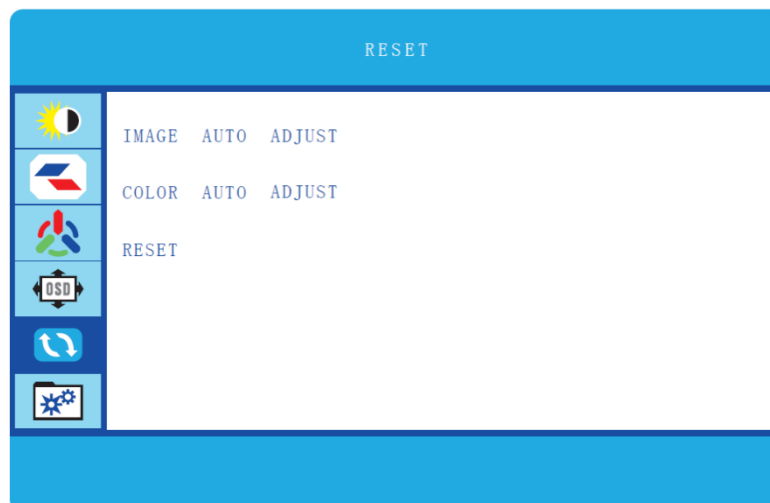 RESET
IMAGE AUTO ADJUST
COLOR AUTO ADJUST
RESET
OSD